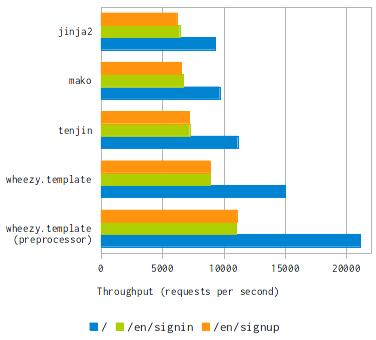 jinja2
mako
tenjin
wheezy.template
wheezy.template
(preprocessor)
0 5000 10000 15000 20000
Throughput (requests per second)
/ /en/signin /en/signup